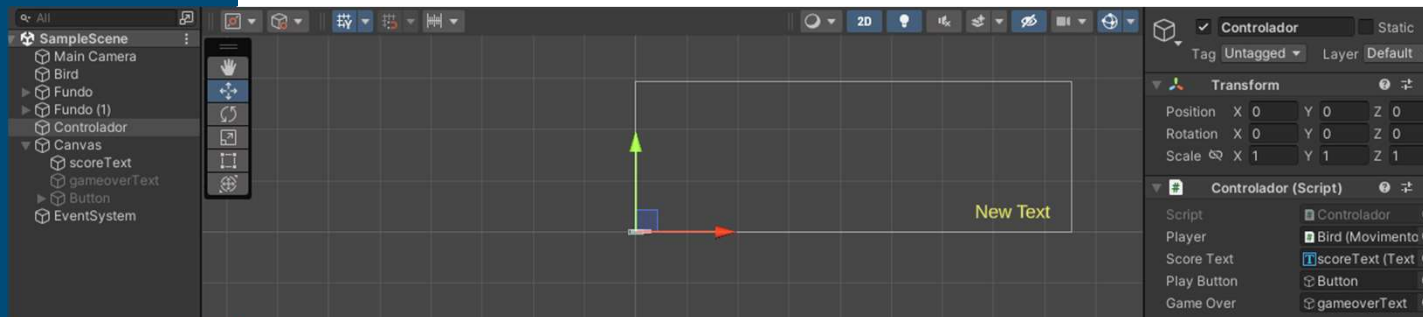 All
SampleScene
Main Camera
Bird
Fundo
Fundo (1)
Controlador
Canvas
scoreText
gameoverText
Button
EventSystem
2D
New Text
Controlador Static
Tag Untagged Layer Default
Transform
Position X 0 Y 0 Z 0
Rotation X 0 Y 0 Z 0
Scale X 1 Y 1 Z 1
# Controlador (Script)
Script Controlador
Player Bird (Movimento
Score Text scoreText (Text
Play Button Button
Game Over gameoverText